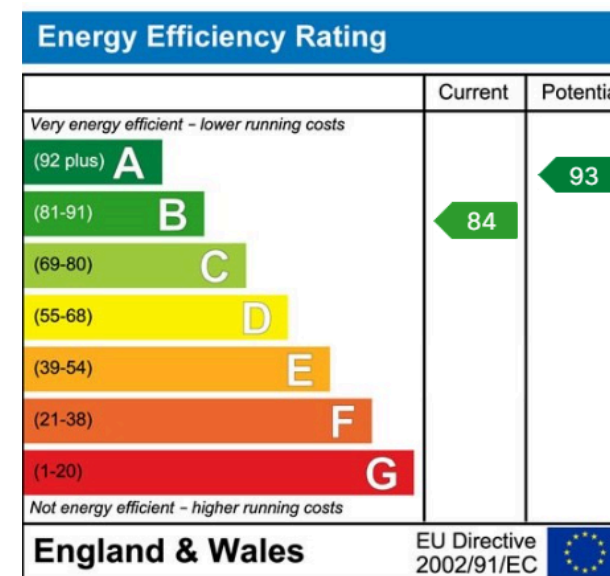 Energy Efficiency Rating
Current Potentia
Very energy efficient – lower running costs
(92 plus) A
93
(81-91) B
84
(69-80) C
(55-68) D
(39-54) E
(21-38) F
(1-20) G
Not energy efficient – higher running costs
England & Wales
EU Directive
2002/91/EC